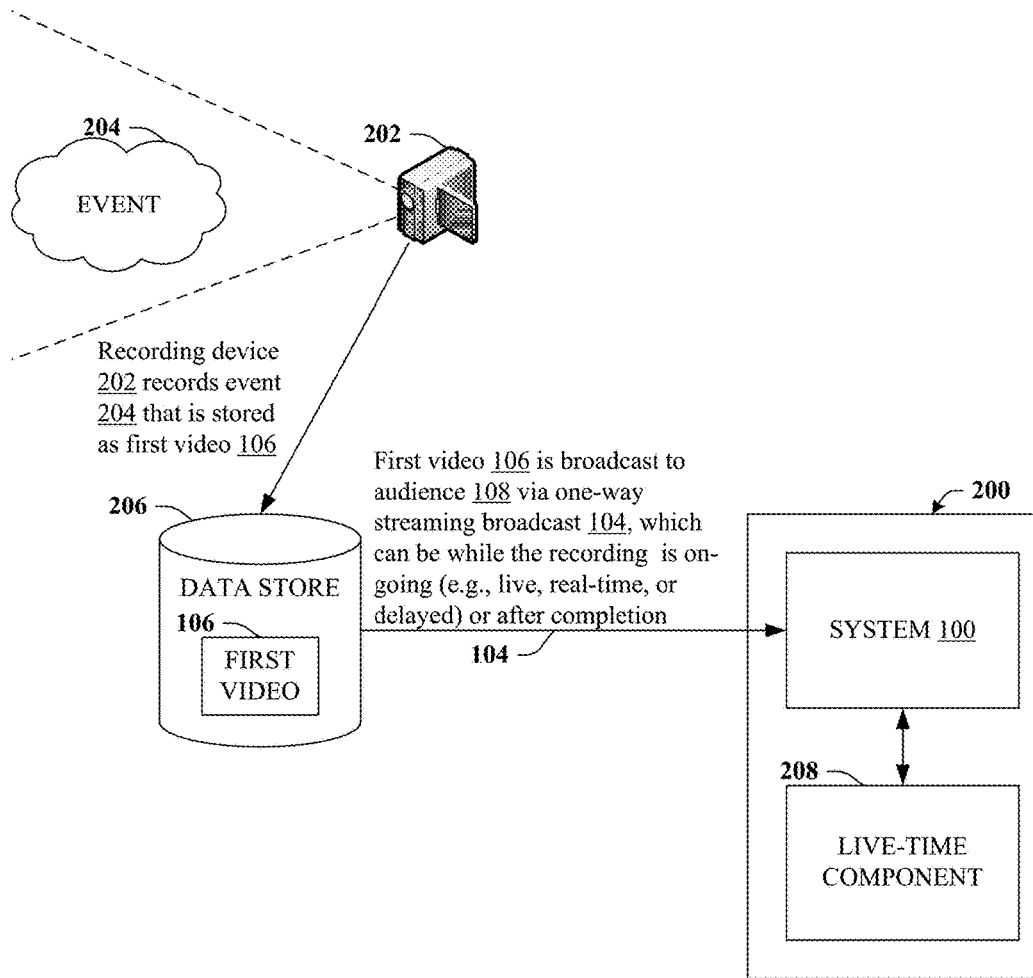 204
202
EVENT
Recording device
202 records event
204 that is stored
as first video 106
First video 106 is broadcast to
audience 108 via one-way
streaming broadcast 104, which
can be while the recording is on-
going (e.g., live, real-time, or
delayed) or after completion
206
200
DATA STORE
106
FIRST
VIDEO
104
SYSTEM 100
208
LIVE-TIME
COMPONENT